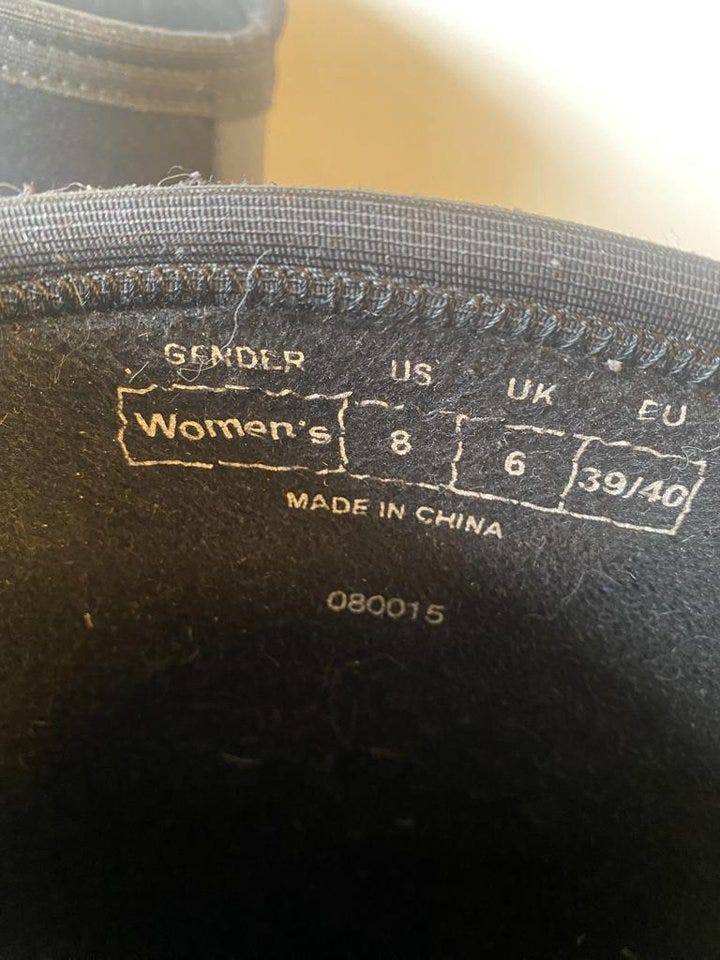 GENDER US UK EU
Women's 8 6 39/40
MADE IN CHINA
080015